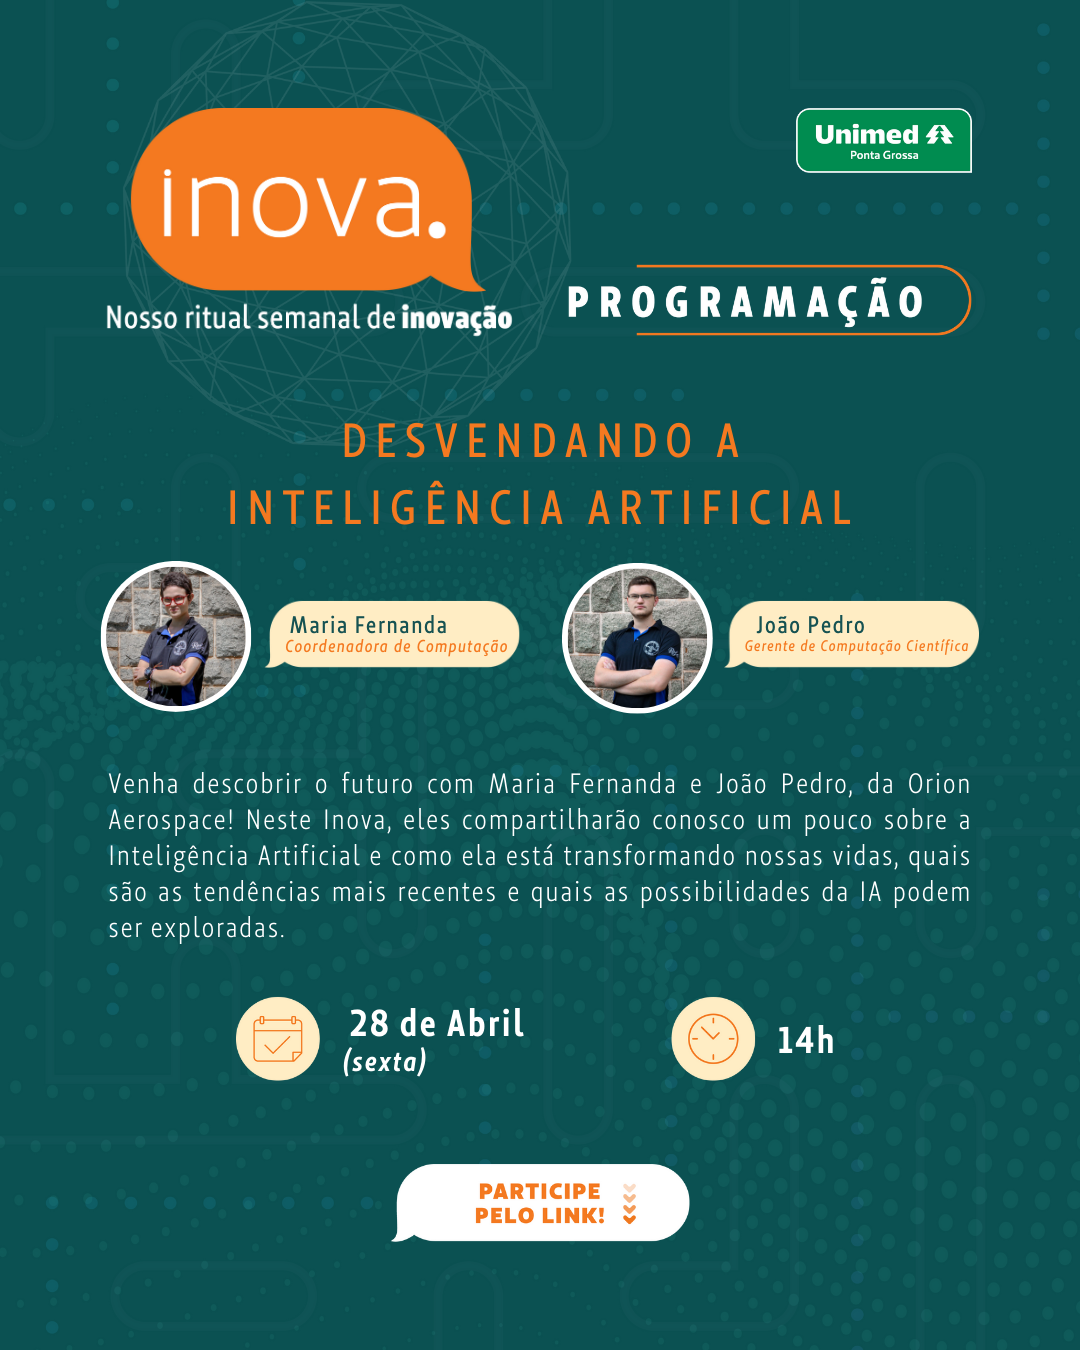 inova.
Nosso ritual semanal de inovação
Unimed
Ponta Grossa
PROGRAMAÇÃO
DESVENDANDO A
INTELIGÊNCIA ARTIFICIAL
Maria Fernanda
Coordenadora de Computação
João Pedro
Gerente de Computação Científica
Venha descobrir o futuro com Maria Fernanda e João Pedro, da Orion
Aerospace! Neste Inova, eles compartilharão conosco um pouco sobre a
Inteligência Artificial e como ela está transformando nossas vidas, quais
são as tendências mais recentes e quais as possibilidades da IA podem
ser exploradas.
28 de Abril
(sexta)
14h
PARTICIPE
PELO LINK!